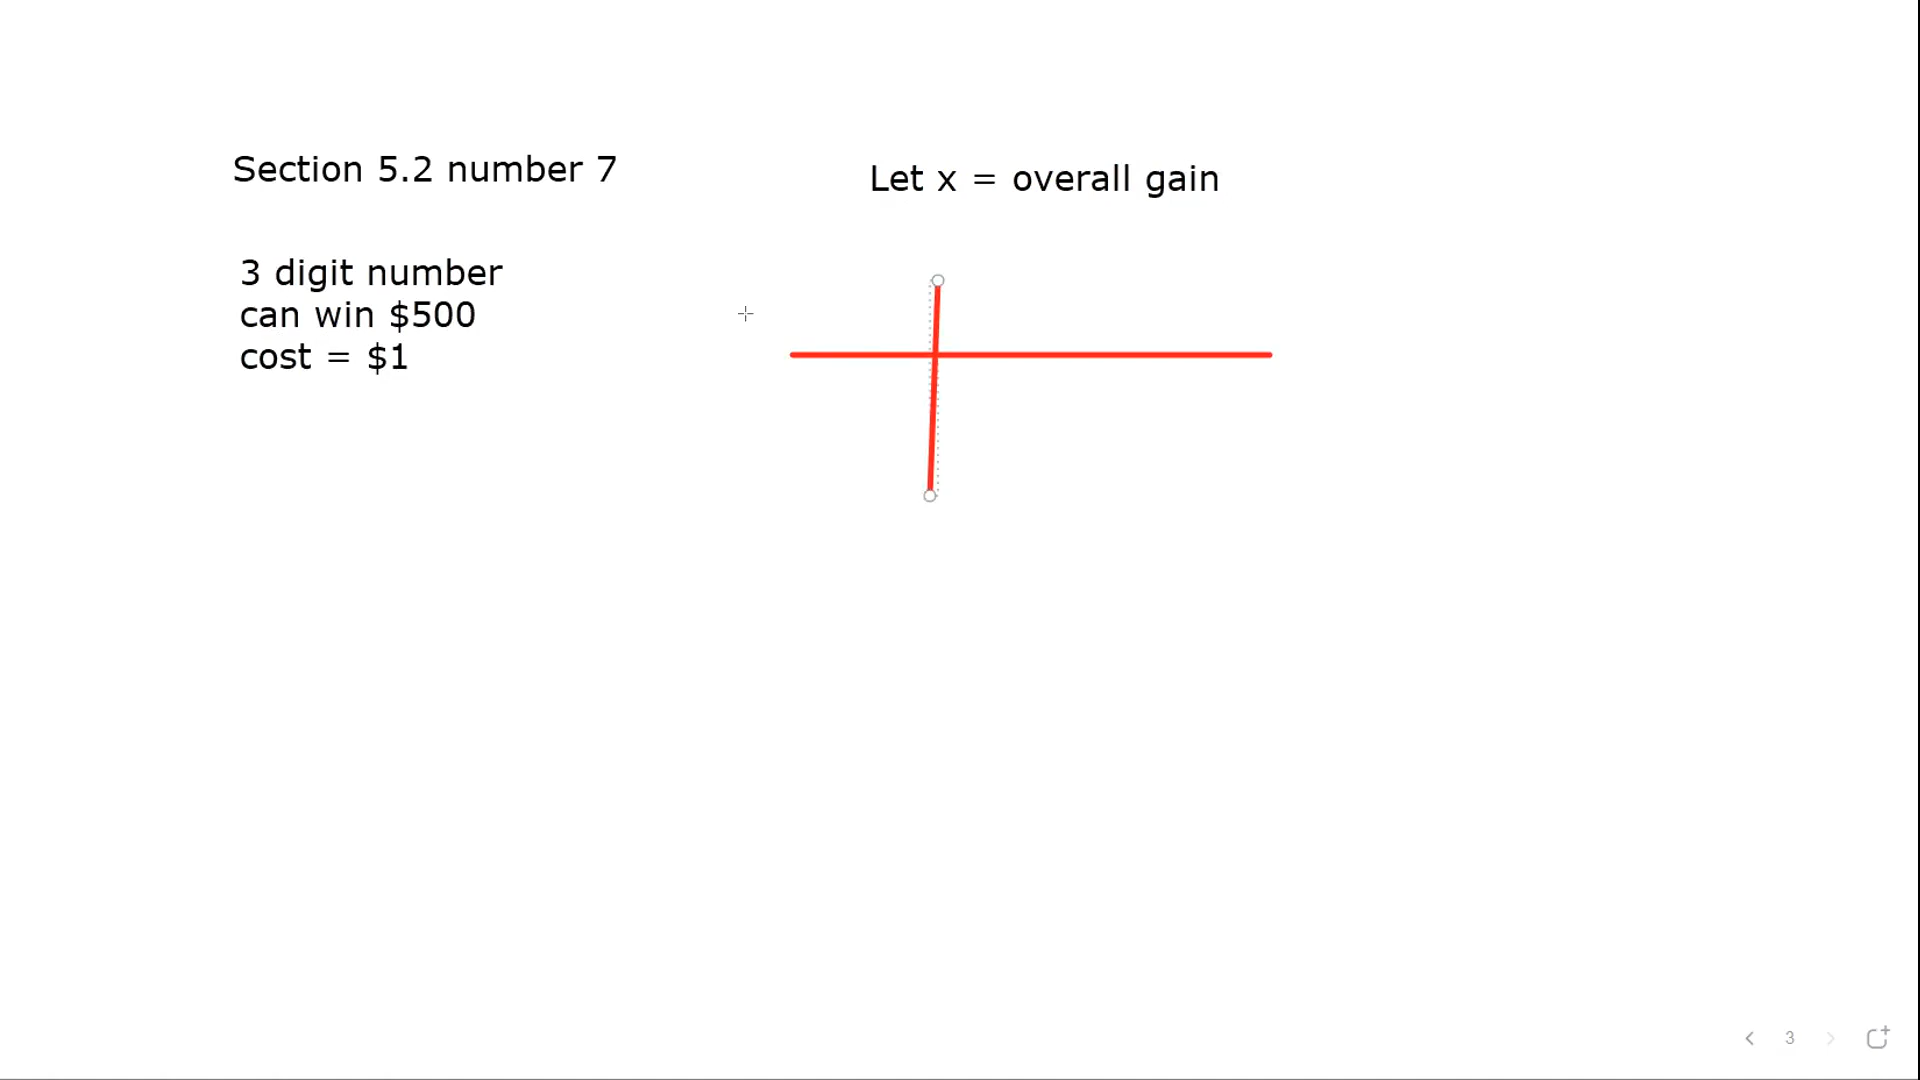 Section 5.2 number 7
Let x = overall gain
3 digit number
can win $500
cost = $1
3